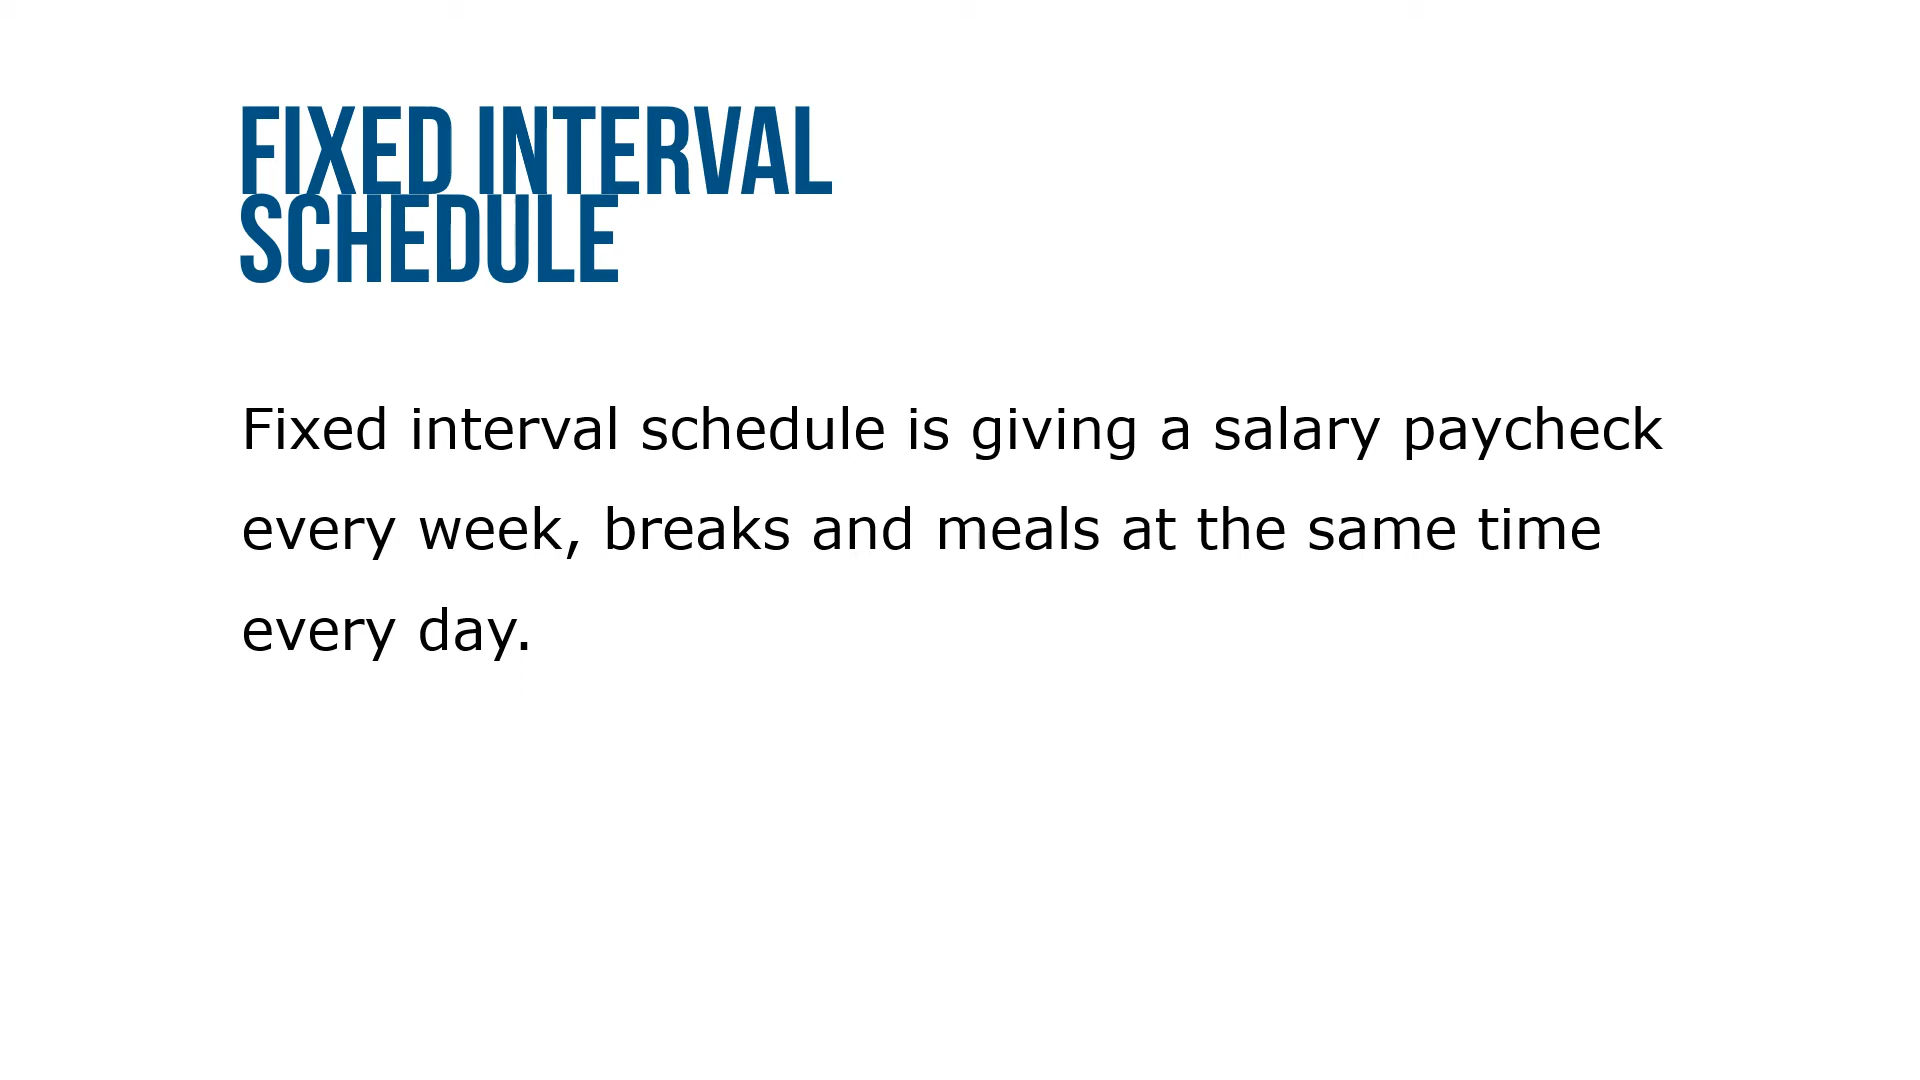 FIXED INTERVAL
SCHEDULE
Fixed interval schedule is giving a salary paycheck
every week, breaks and meals at the same time
every day.